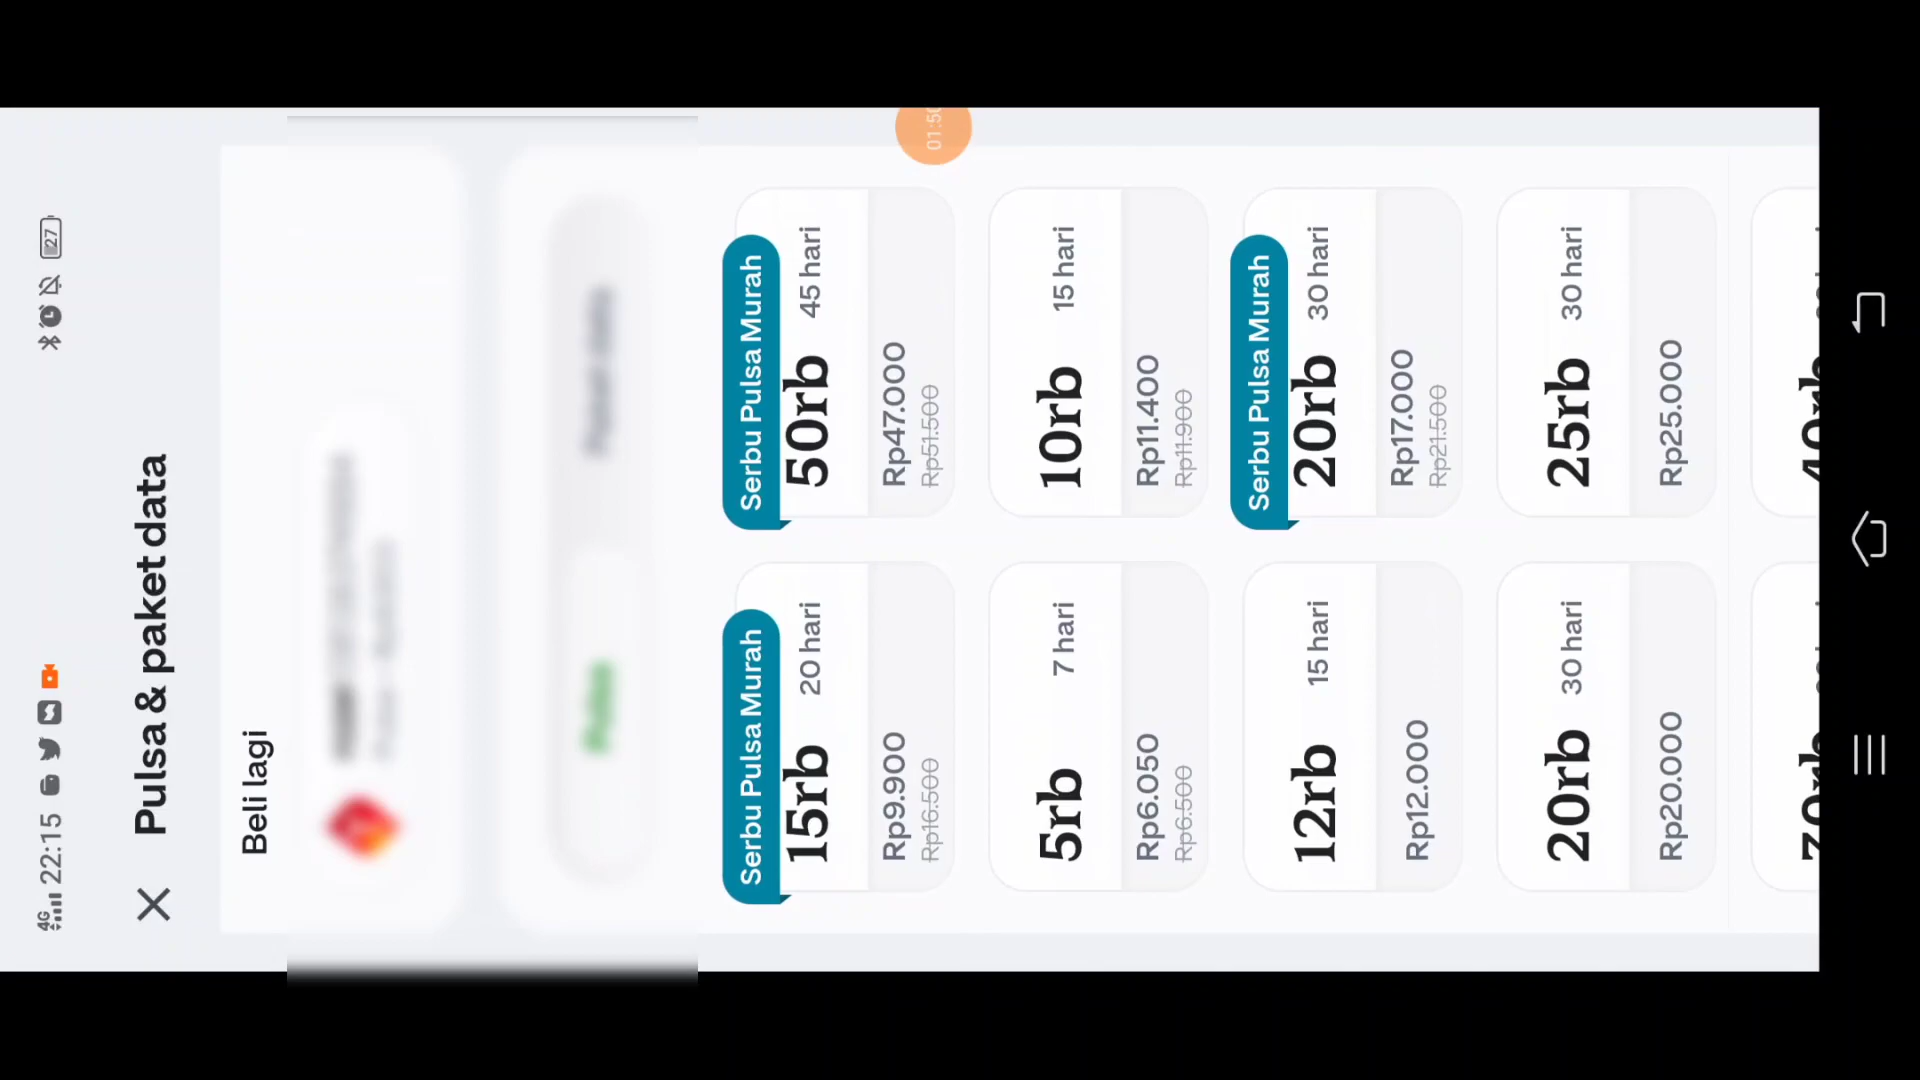 4G 22:15
27
Pulsa & paket data
Beli lagi
01:50
Serbu Pulsa Murah
15rb 20 hari
Rp9.900
Rp16.500
Serbu Pulsa Murah
50rb 45 hari
Rp47.000
Rp51.500
5rb 7 hari
Rp6.050
Rp6.500
10rb 15 hari
Rp11.400
Rp11.900
12rb 15 hari
Rp12.000
Serbu Pulsa Murah
20rb 30 hari
Rp17.000
Rp21.500
20rb 30 hari
Rp20.000
25rb 30 hari
Rp25.000